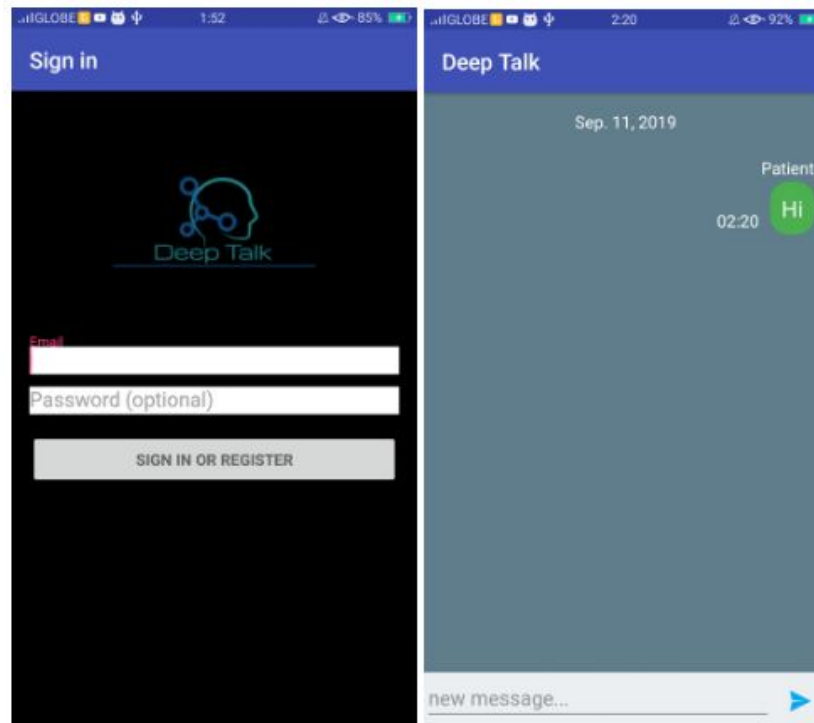 GLOBE 1:52 85%
Sign in
Deep Talk
Email
Password (optional)
SIGN IN OR REGISTER
GLOBE 2:20 92%
Deep Talk
Sep. 11, 2019
Patient
Hi
02:20
new message...